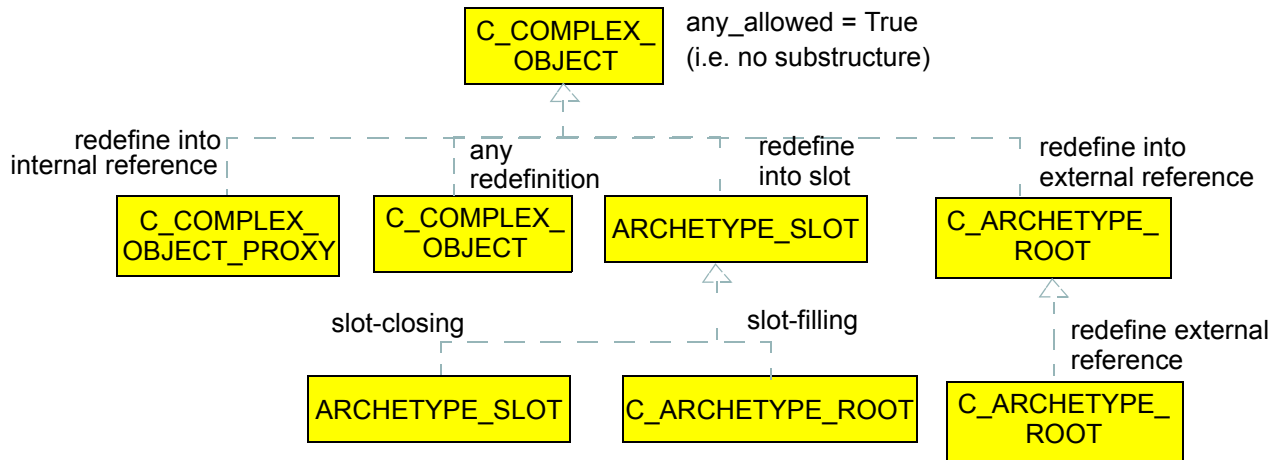 C_COMPLEX_
OBJECT
any_allowed = True
(i.e. no substructure)
redefine into
internal reference
any
redefinition
redefine
into slot
redefine into
external reference
C_COMPLEX_
OBJECT_PROXY
C_COMPLEX_
OBJECT
ARCHETYPE_SLOT
C_ARCHETYPE_
ROOT
slot-closing
slot-filling
redefine external
reference
ARCHETYPE_SLOT
C_ARCHETYPE_ROOT
C_ARCHETYPE_
ROOT